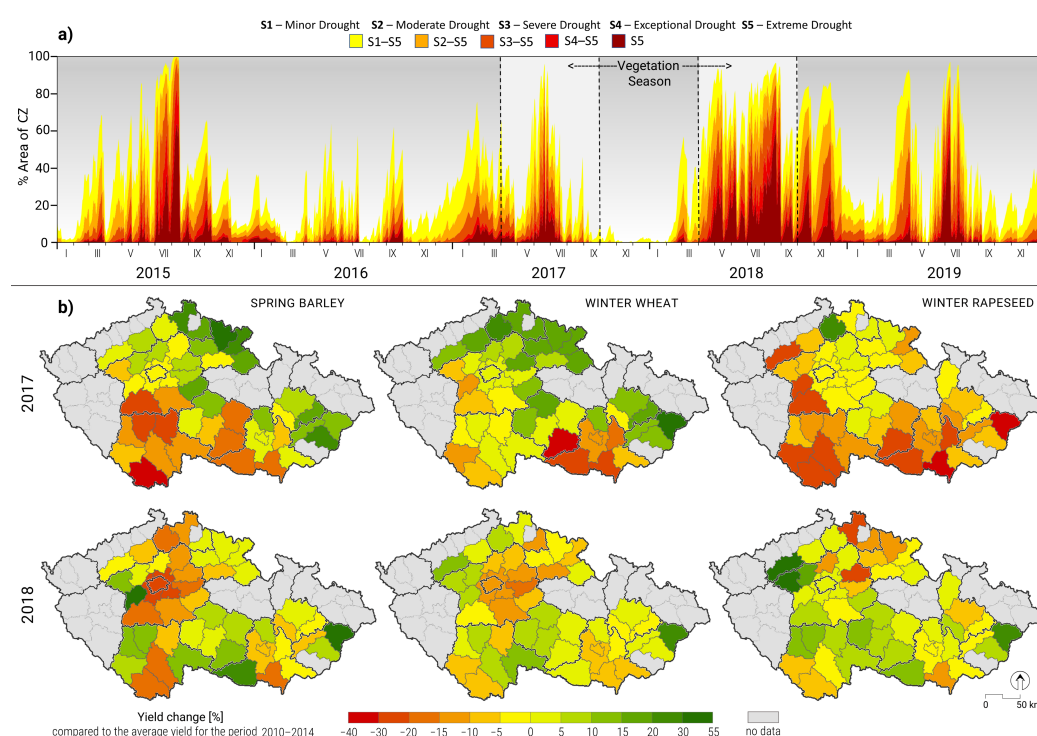 S1 – Minor Drought S2 – Moderate Drought S3 – Severe Drought S4 – Exceptional Drought S5 – Extreme Drought
a) S1–S5 S2–S5 S3–S5 S4–S5 S5
% Area of CZ
100
80
60
40
20
0
Vegetation
Season
I III V VII IX XI I III V VII IX XI I III V VII IX XI I III V VII IX XI I III V VII IX XI
2015 2016 2017 2018 2019
b) SPRING BARLEY WINTER WHEAT WINTER RAPESEED
2017
2018
0 50 km
Yield change [%]
compared to the average yield for the period 2010–2014
−40 −30 −20 −15 −10 −5 0 5 10 15 20 30 55
no data